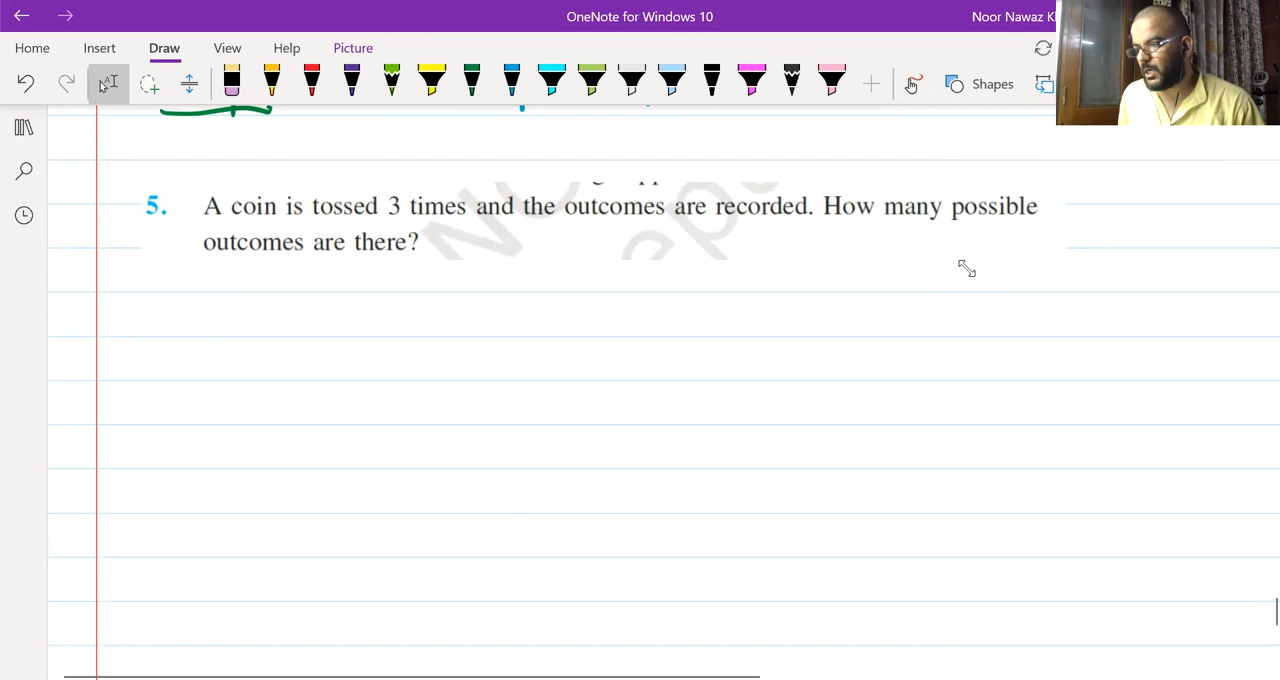 OneNote for Windows 10
Noor Nawaz
Home Insert Draw View Help Picture
Shapes
5. A coin is tossed 3 times and the outcomes are recorded. How many possible
outcomes are there?